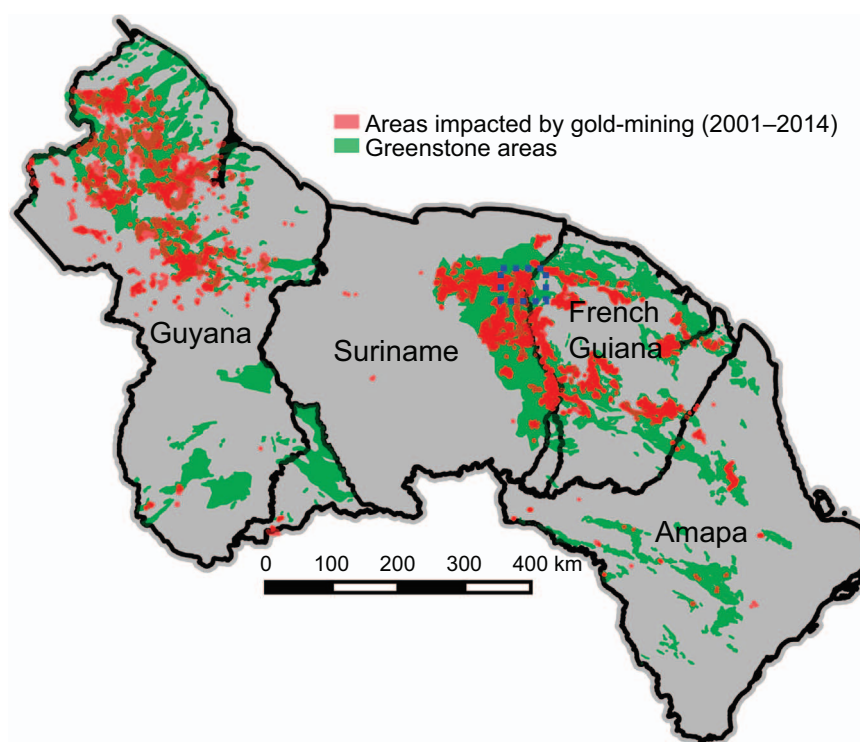 Areas impacted by gold-mining (2001–2014)
Greenstone areas
Guyana
Suriname
French
Guiana
Amapa
0 100 200 300 400 km